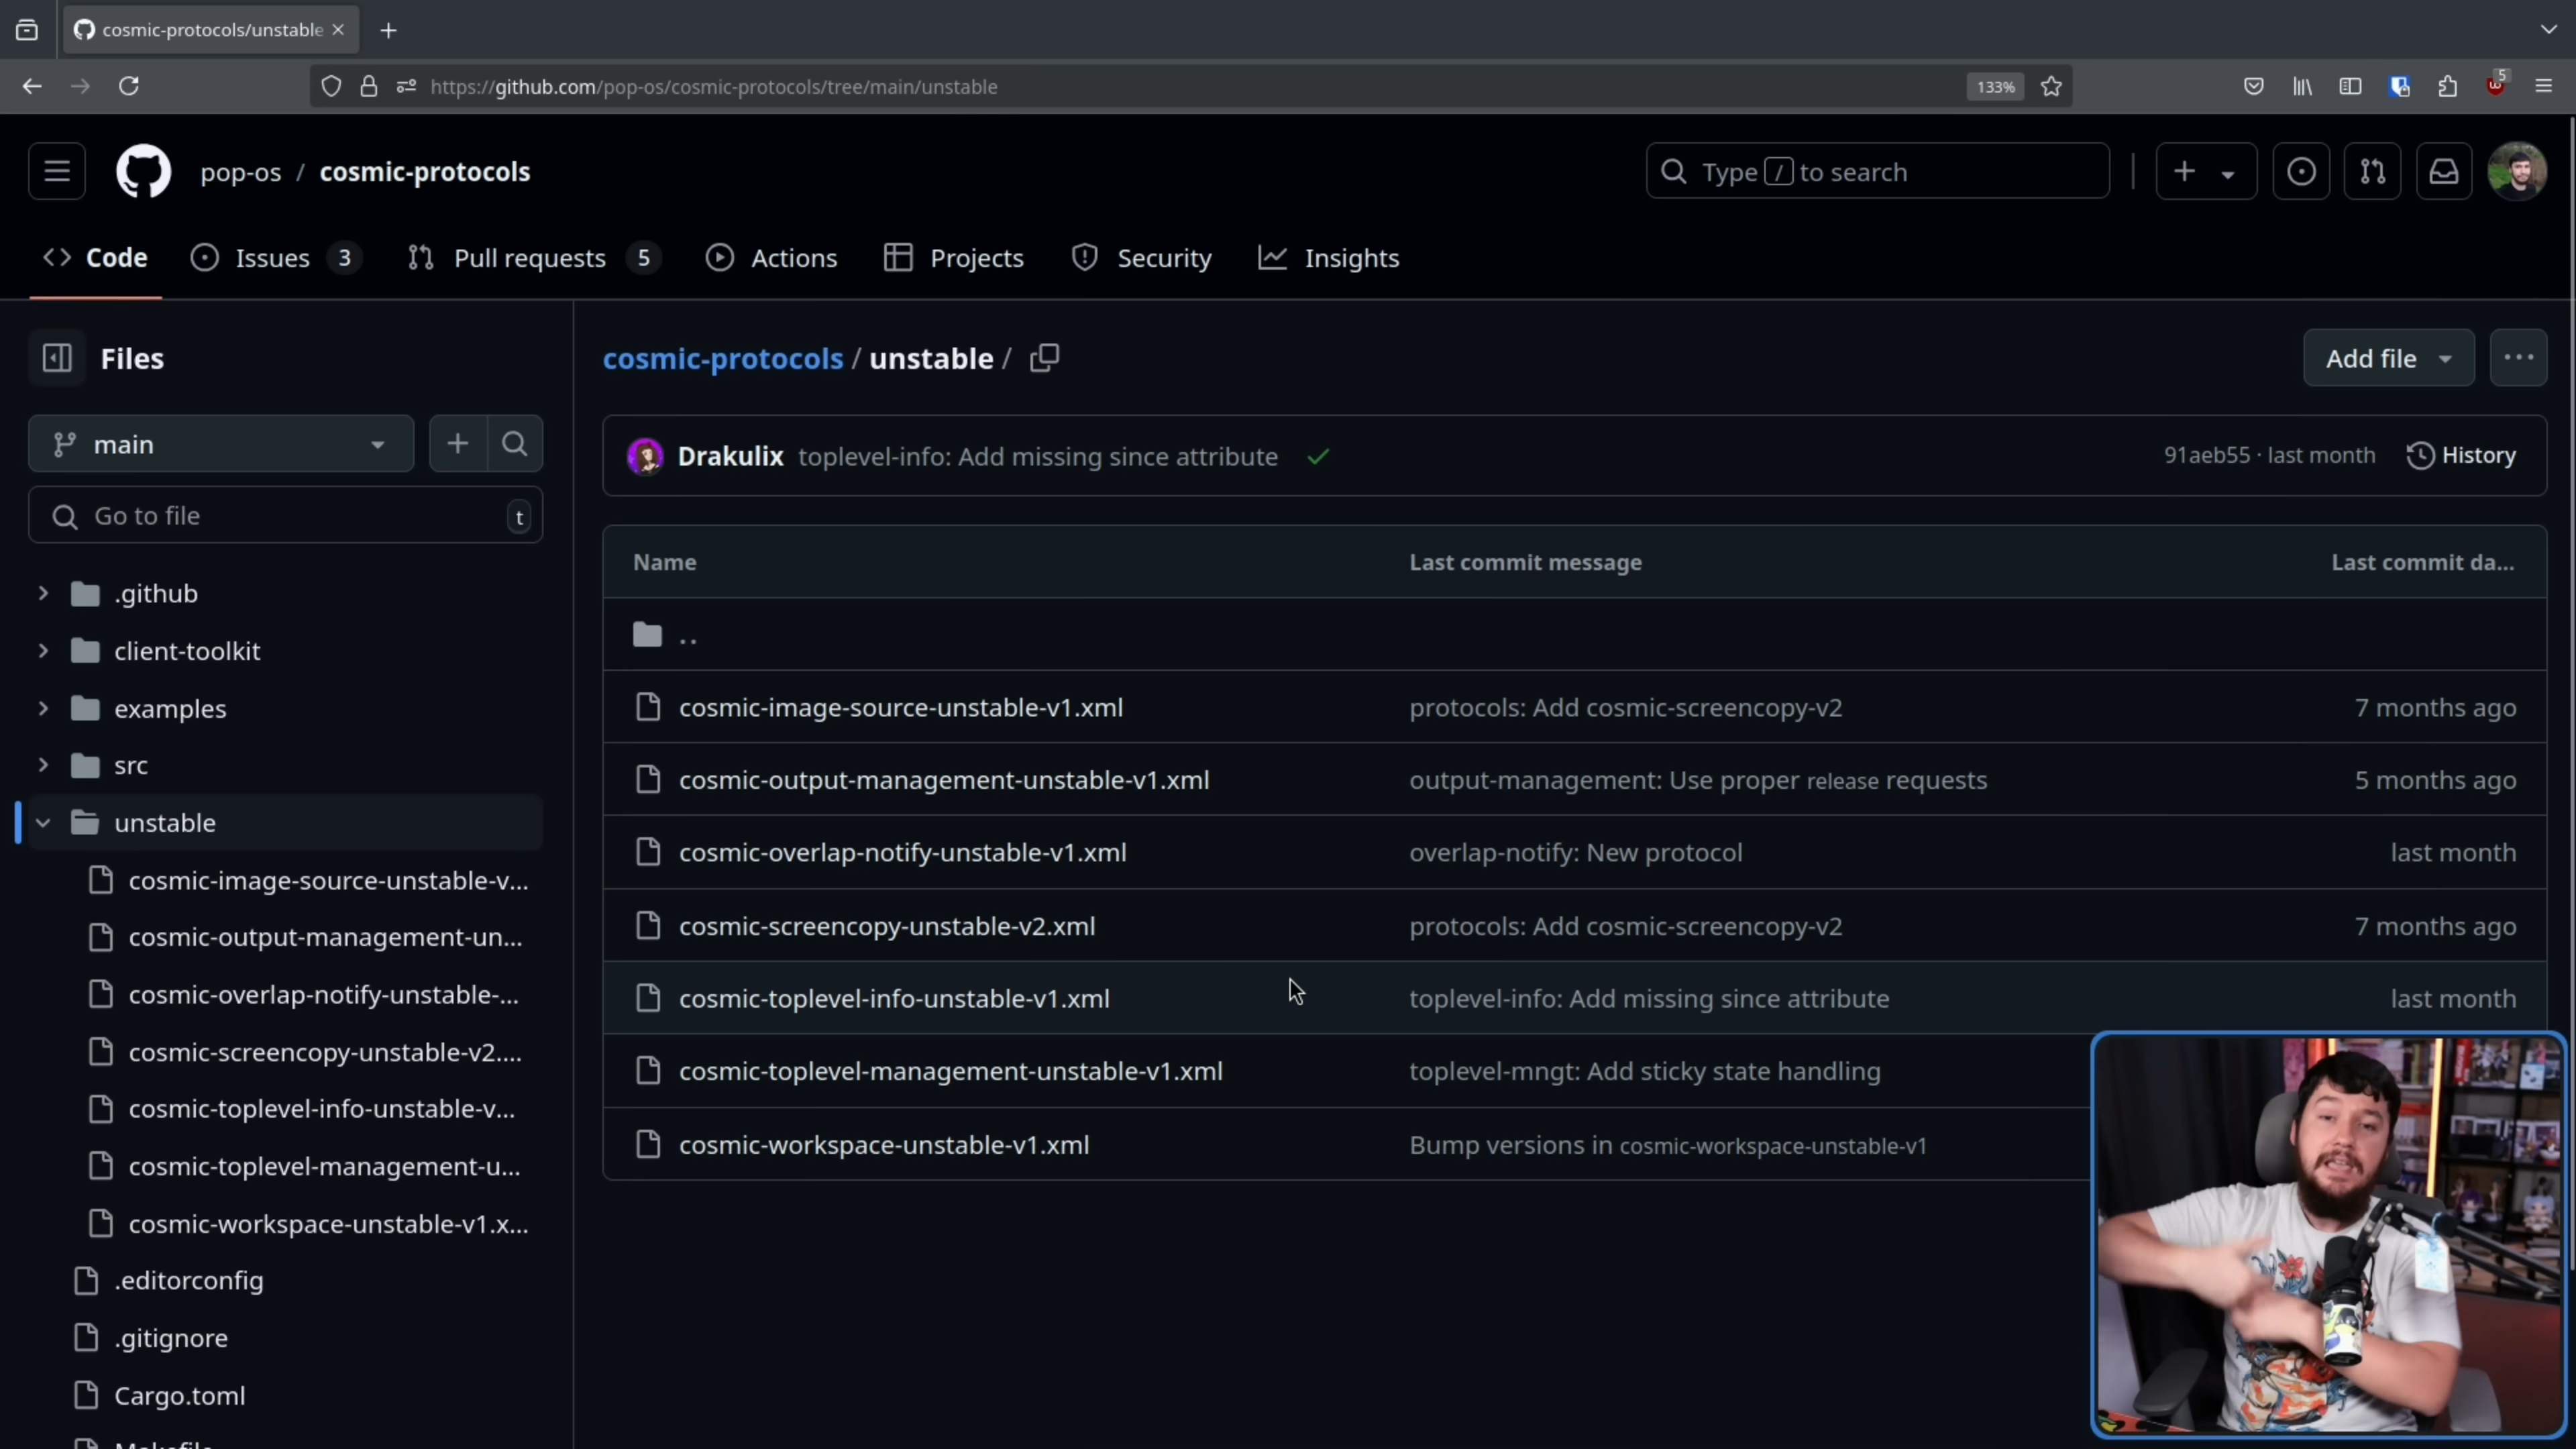 cosmic-protocols/unstable
https://github.com/pop-os/cosmic-protocols/tree/main/unstable
133%
5
pop-os / cosmic-protocols
Type / to search
Code
Issues 3
Pull requests 5
Actions
Projects
Security
Insights
Files
cosmic-protocols / unstable /
Add file
main
Drakulix toplevel-info: Add missing since attribute
91aeb55 · last month
History
Go to file
t
Name
Last commit message
Last commit da...
..
cosmic-image-source-unstable-v1.xml
protocols: Add cosmic-screencopy-v2
7 months ago
cosmic-output-management-unstable-v1.xml
output-management: Use proper release requests
5 months ago
cosmic-overlap-notify-unstable-v1.xml
overlap-notify: New protocol
last month
cosmic-screencopy-unstable-v2.xml
protocols: Add cosmic-screencopy-v2
7 months ago
cosmic-toplevel-info-unstable-v1.xml
toplevel-info: Add missing since attribute
last month
cosmic-toplevel-management-unstable-v1.xml
toplevel-mngt: Add sticky state handling
cosmic-workspace-unstable-v1.xml
Bump versions in cosmic-workspace-unstable-v1
.github
client-toolkit
examples
src
unstable
cosmic-image-source-unstable-v...
cosmic-output-management-un...
cosmic-overlap-notify-unstable-...
cosmic-screencopy-unstable-v2....
cosmic-toplevel-info-unstable-v...
cosmic-toplevel-management-u...
cosmic-workspace-unstable-v1.x...
.editorconfig
.gitignore
Cargo.toml